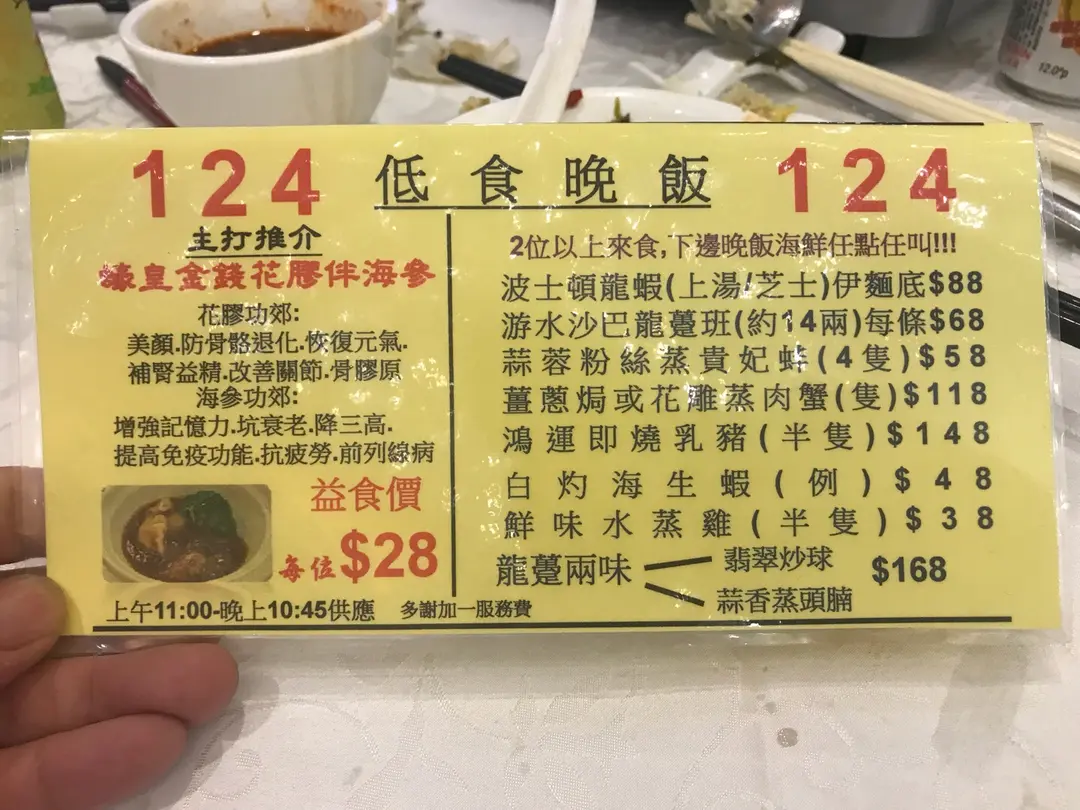 124 低食晚飯 124
主打推介
蠔皇金錢花膠伴海參
花膠功效:
美顏.防骨骼退化.恢復元氣.
補腎益精.改善關節.骨膠原
海參功效:
增強記憶力.坑衰老.降三高.
提高免疫功能.抗疲勞.前列線病
益食價
每位$28
上午11:00-晚上10:45供應 多謝加一服務費
2位以上來食,下邊晚飯海鮮任點任叫!!!
波士頓龍蝦(上湯/芝士)伊麵底$88
游水沙巴龍躉班(約14兩)每條$68
蒜蓉粉絲蒸貴妃蚌(4隻)$58
薑蔥焗或花雕蒸肉蟹(隻)$118
鴻運即燒乳豬(半隻)$148
白灼海生蝦(例)$48
鮮味水蒸雞(半隻)$38
龍躉兩味 翡翠炒球 $168
蒜香蒸頭腩
12.0°p